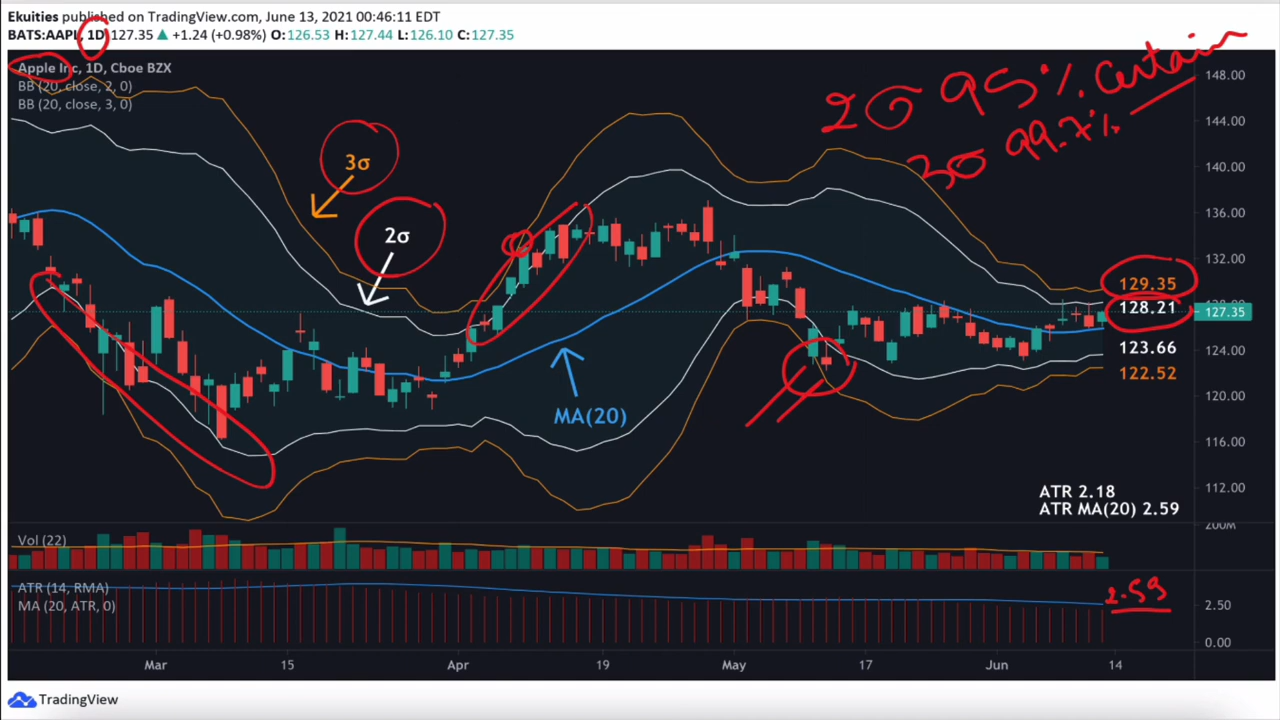 Ekuities published on TradingView.com, June 13, 2021 00:46:11 EDT
BATS:AAPL, 1D, 127.35 ▲ +1.24 (+0.98%) O:126.53 H:127.44 L:126.10 C:127.35
Apple Inc, 1D, Cboe BZX
BB (20, close, 2, 0)
BB (20, close, 3, 0)
2σ 95%. Certain
3σ 99.7%
3σ
2σ
MA(20)
148.00
144.00
140.00
136.00
132.00
129.35
128.21
127.35
124.00
123.66
122.52
120.00
116.00
112.00
ATR 2.18
ATR MA(20) 2.59
Vol (22)
200M
ATR (14, RMA)
MA (20, ATR, 0)
2.59
2.50
0.00
Mar 15 Apr 19 May 17 Jun 14
TradingView